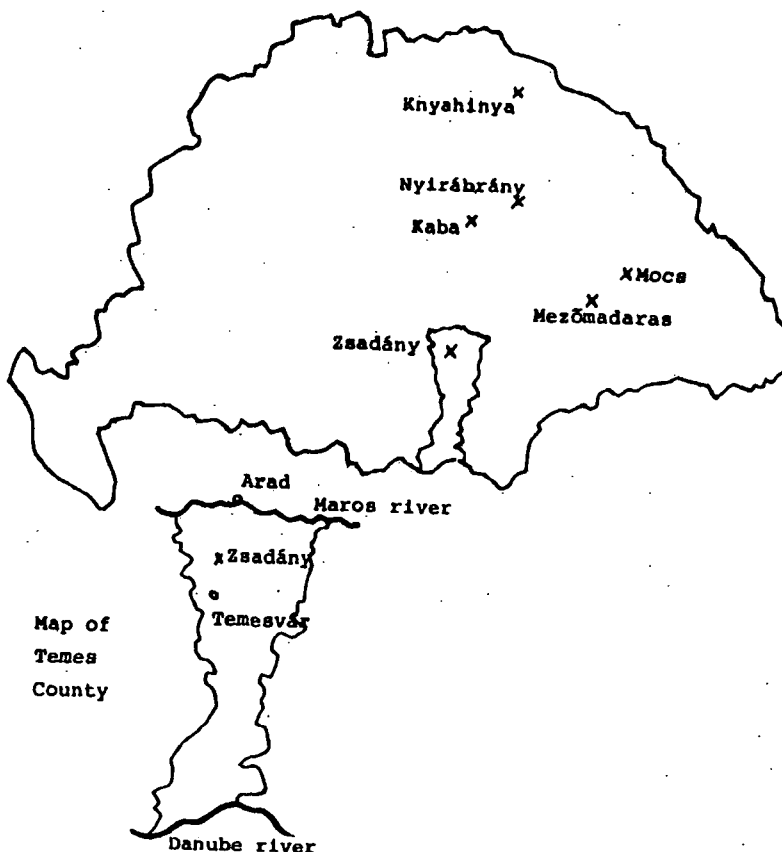 Knyahinya
Nyirábrány
Kaba
Mocs
Mezőmadaras
Zsadány
Arad
Maros river
Zsadány
Temesvár
Map of
Temes
County
Danube river